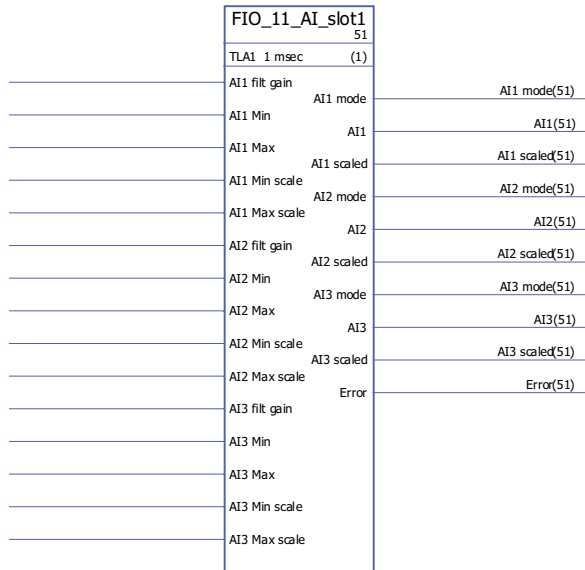 FIO_11_AI_slot1
51
TLA1 1 msec (1)
AI1 filt gain
AI1 mode AI1 mode(51)
AI1 Min
AI1 AI1(51)
AI1 Max
AI1 scaled AI1 scaled(51)
AI1 Min scale
AI2 mode AI2 mode(51)
AI1 Max scale
AI2 AI2(51)
AI2 filt gain
AI2 scaled AI2 scaled(51)
AI2 Min
AI3 mode AI3 mode(51)
AI2 Max
AI3 AI3(51)
AI2 Min scale
AI3 scaled AI3 scaled(51)
AI2 Max scale
Error Error(51)
AI3 filt gain
AI3 Min
AI3 Max
AI3 Min scale
AI3 Max scale